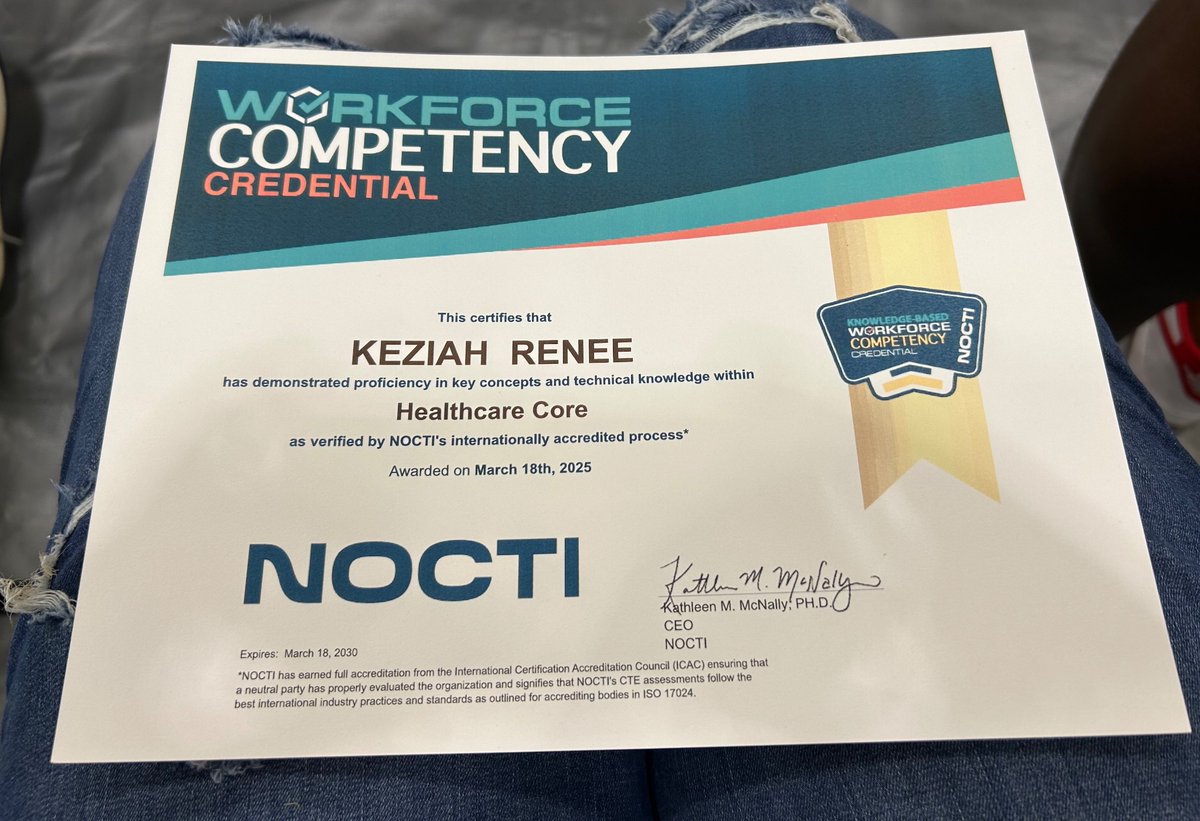 WORKFORCE
COMPETENCY
CREDENTIAL
This certifies that
KEZIAH RENEE
has demonstrated proficiency in key concepts and technical knowledge within
Healthcare Core
as verified by NOCTI's internationally accredited process*
Awarded on March 18th, 2025
KNOWLEDGE-BASED
WORKFORCE
COMPETENCY
CREDENTIAL
NOCTI
NOCTI
Kathleen M. McNally
Kathleen M. McNally, PH.D.
CEO
NOCTI
Expires: March 18, 2030
*NOCTI has earned full accreditation from the International Certification Accreditation Council (ICAC) ensuring that
a neutral party has properly evaluated the organization and signifies that NOCTI's CTE assessments follow the
best international industry practices and standards as outlined for accrediting bodies in ISO 17024.